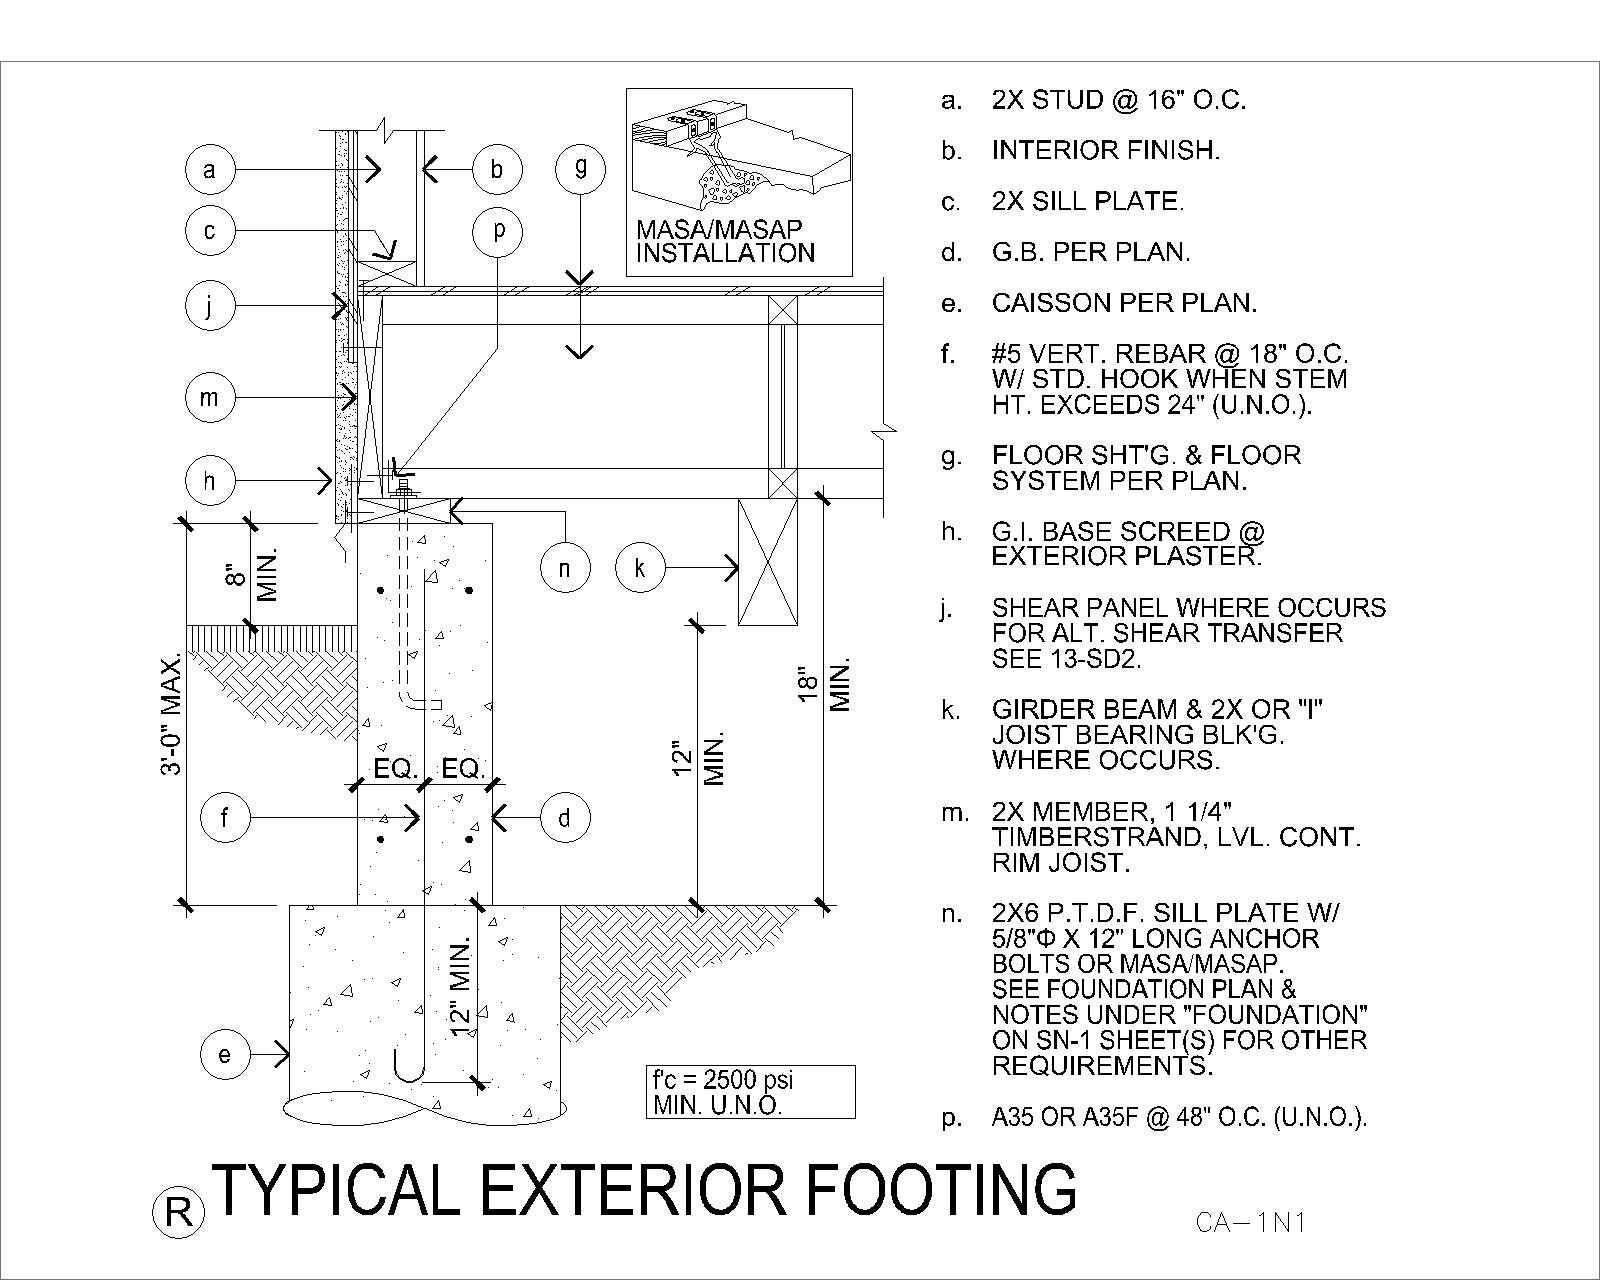 a
b
g
c
p
j
m
h
n
k
f
d
e
MASA/MASAP
INSTALLATION
8"
MIN.
3'-0" MAX.
18"
MIN.
12"
MIN.
EQ. EQ.
12" MIN.
f'c = 2500 psi
MIN. U.N.O.
a. 2X STUD @ 16" O.C.
b. INTERIOR FINISH.
c. 2X SILL PLATE.
d. G.B. PER PLAN.
e. CAISSON PER PLAN.
f. #5 VERT. REBAR @ 18" O.C.
W/ STD. HOOK WHEN STEM
HT. EXCEEDS 24" (U.N.O.).
g. FLOOR SHT'G. & FLOOR
SYSTEM PER PLAN.
h. G.I. BASE SCREED @
EXTERIOR PLASTER.
j. SHEAR PANEL WHERE OCCURS
FOR ALT. SHEAR TRANSFER
SEE 13-SD2.
k. GIRDER BEAM & 2X OR "I"
JOIST BEARING BLK'G.
WHERE OCCURS.
m. 2X MEMBER, 1 1/4"
TIMBERSTRAND, LVL. CONT.
RIM JOIST.
n. 2X6 P.T.D.F. SILL PLATE W/
5/8"Φ X 12" LONG ANCHOR
BOLTS OR MASA/MASAP.
SEE FOUNDATION PLAN &
NOTES UNDER "FOUNDATION"
ON SN-1 SHEET(S) FOR OTHER
REQUIREMENTS.
p. A35 OR A35F @ 48" O.C. (U.N.O.).
R TYPICAL EXTERIOR FOOTING
CA-1N1